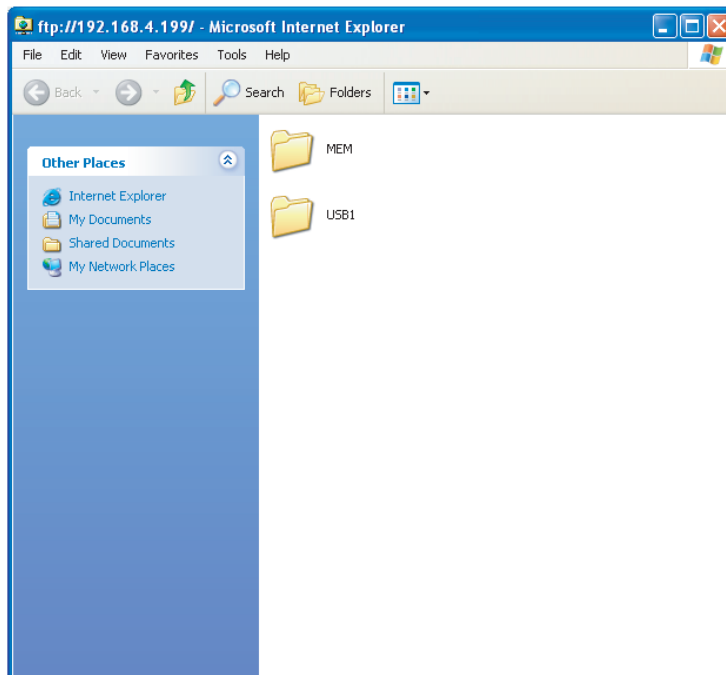 ftp://192.168.4.199/ - Microsoft Internet Explorer
File Edit View Favorites Tools Help
Back Search Folders
Other Places
Internet Explorer
My Documents
Shared Documents
My Network Places
MEM
USB1